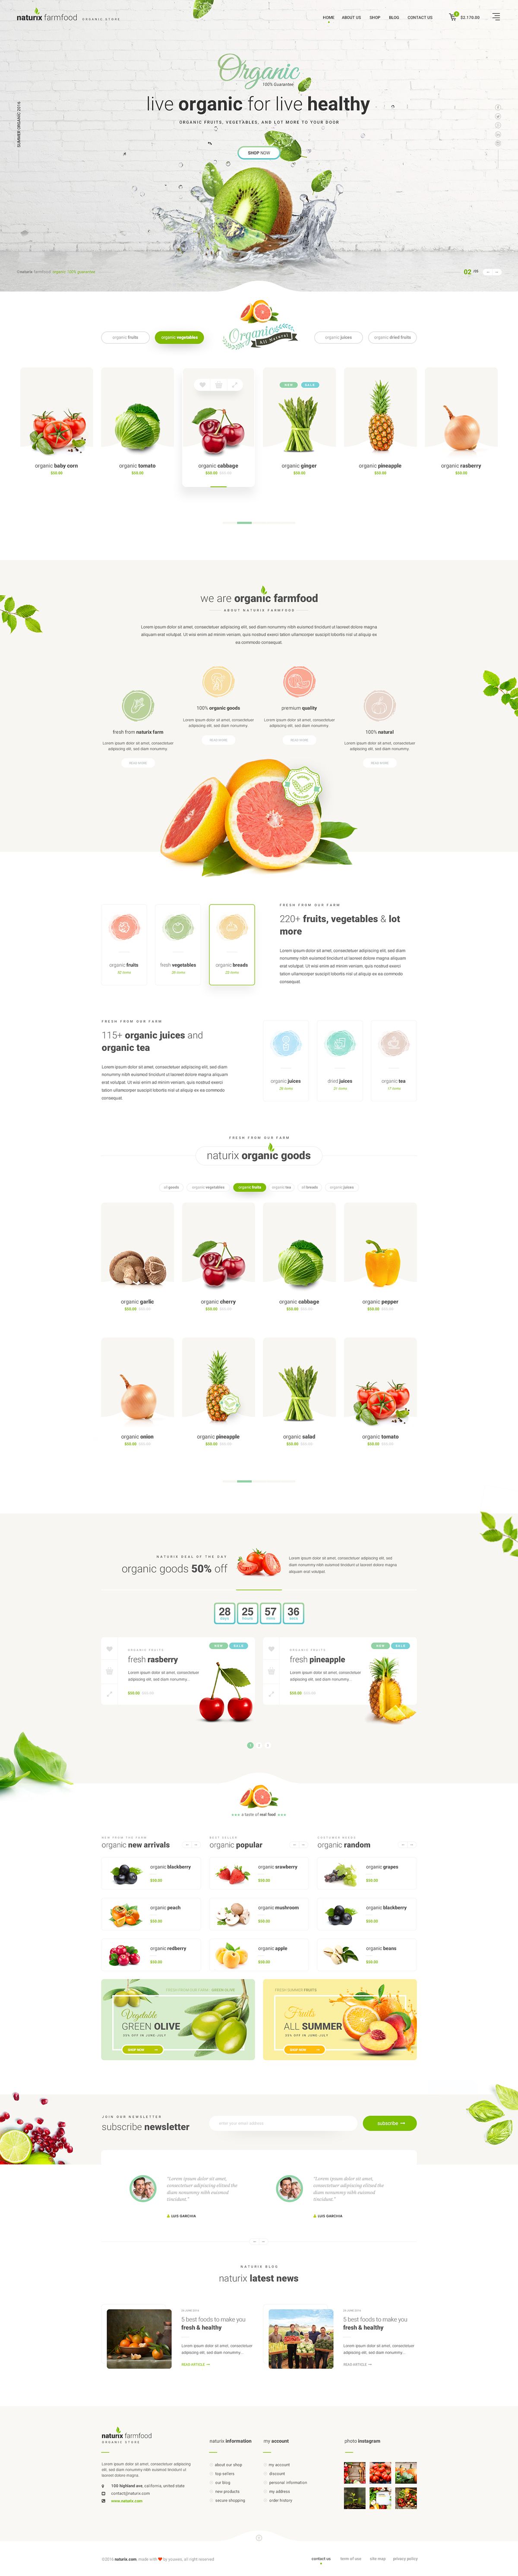 naturix farmfood ORGANIC STORE
HOME ABOUT US SHOP BLOG CONTACT US
$2.170.00
Organic
100% Guarantee
live organic for live healthy
ORGANIC FRUITS, VEGETABLES, AND LOT MORE TO YOUR DOOR
SUMMER ORGANIC 2016
SHOP NOW
02
organic fruits
organic vegetables
Organic
organic juices
organic dried fruits
NEW SALE
organic baby corn
organic tomato
organic cabbage
organic ginger
organic pineapple
organic rasberry
$50.00
$50.00
$50.00
$50.00
$50.00
$50.00
we are organic farmfood
ABOUT NATURIX FARMFOOD
Lorem ipsum dolor sit amet, consectetuer adipiscing elit, sed diam nonummy nibh euismod tincidunt ut laoreet dolore magna
aliquam erat volutpat. Ut wisi enim ad minim veniam, quis nostrud exerci tation ullamcorper suscipit lobortis nisl ut aliquip ex
ea commodo consequat.
100% organic goods
Lorem ipsum dolor sit amet, consectetuer
adipiscing elit, sed diam nonummy.
READ MORE
premium quality
Lorem ipsum dolor sit amet, consectetuer
adipiscing elit, sed diam nonummy.
READ MORE
fresh from naturix farm
Lorem ipsum dolor sit amet, consectetuer
adipiscing elit, sed diam nonummy.
READ MORE
100% natural
Lorem ipsum dolor sit amet, consectetuer
adipiscing elit, sed diam nonummy.
READ MORE
organic fruits
fresh vegetables
organic breads
FRESH FROM OUR FARM
220+ fruits, vegetables & lot
more
Lorem ipsum dolor sit amet, consectetuer adipiscing elit, sed diam
nonummy nibh euismod tincidunt ut laoreet dolore magna aliquam
erat volutpat. Ut wisi enim ad minim veniam, quis nostrud exerci
tation ullamcorper suscipit lobortis nisl ut aliquip ex ea commodo
consequat.
FRESH FROM OUR FARM
115+ organic juices and
organic tea
Lorem ipsum dolor sit amet, consectetuer adipiscing elit, sed diam
nonummy nibh euismod tincidunt ut laoreet dolore magna aliquam
erat volutpat. Ut wisi enim ad minim veniam, quis nostrud exerci
tation ullamcorper suscipit lobortis nisl ut aliquip ex ea commodo
consequat.
organic juices
dried juices
organic tea
FRESH FROM OUR FARM
naturix organic goods
all goods
organic vegetables
organic fruits
organic tea
all breads
organic juices
organic garlic
organic cherry
organic cabbage
organic pepper
$50.00
$50.00
$50.00
$50.00
organic onion
organic pineapple
organic salad
organic tomato
$50.00
$50.00
$50.00
$50.00
NATURIX DEAL OF THE DAY
organic goods 50% off
Lorem ipsum dolor sit amet, consectetuer adipiscing elit, sed
diam nonummy nibh euismod tincidunt ut laoreet dolore magna
aliquam erat volutpat
28 25 57 36
NEW SALE
ORGANIC FRUITS
fresh rasberry
Lorem ipsum dolor sit amet, consectetuer
adipiscing elit, sed diam nonummy...
$50.00
NEW SALE
ORGANIC FRUITS
fresh pineapple
Lorem ipsum dolor sit amet, consectetuer
adipiscing elit, sed diam nonummy...
$50.00
a taste of real food
NEW FROM THE FARM
organic new arrivals
organic blackberry
$50.00
organic peach
$50.00
organic redberry
$50.00
BEST SELLER
organic popular
organic srawberry
$50.00
organic mushroom
$50.00
organic apple
$50.00
organic random
organic grapes
$50.00
organic blackberry
$50.00
organic beans
$50.00
Vegetable
GREEN OLIVE
20% OFF IN JUNE-JULY
SHOP NOW
FRESH SUMMER FRUITS
Fruits
ALL SUMMER
20% OFF IN JUNE-JULY
SHOP NOW
JOIN OUR NEWSLETTER
subscribe newsletter
enter your email address
subscribe
"Lorem ipsum dolor sit amet,
consectetuer adipiscing elitsed the
diam nonummy nibh euismod
tincidunt."
LUIS GARCHIA
"Lorem ipsum dolor sit amet,
consectetuer adipiscing elitsed the
diam nonummy nibh euismod
tincidunt."
LUIS GARCHIA
NATURIX BLOG
naturix latest news
5 best foods to make you
fresh & healthy
Lorem ipsum dolor sit amet, consectetuer
adipiscing elit, sed diam nonummy...
READ ARTICLE
5 best foods to make you
fresh & healthy
Lorem ipsum dolor sit amet, consectetuer
adipiscing elit, sed diam nonummy...
READ ARTICLE
naturix farmfood
ORGANIC STORE
Lorem ipsum dolor sit amet, consectetuer adipiscing
elit, sed diam nonummy nibh euismod tincidunt ut
laoreet dolore magna.
100 highland ave, california, united state
contact@naturix.com
www.naturix.com
naturix information
about our shop
top sellers
our blog
new products
secure shopping
my account
my account
discount
personal information
my address
order history
photo instagram
©2016 naturix.com, made with by youwes, all right reserved
contact us term of use site map privacy policy